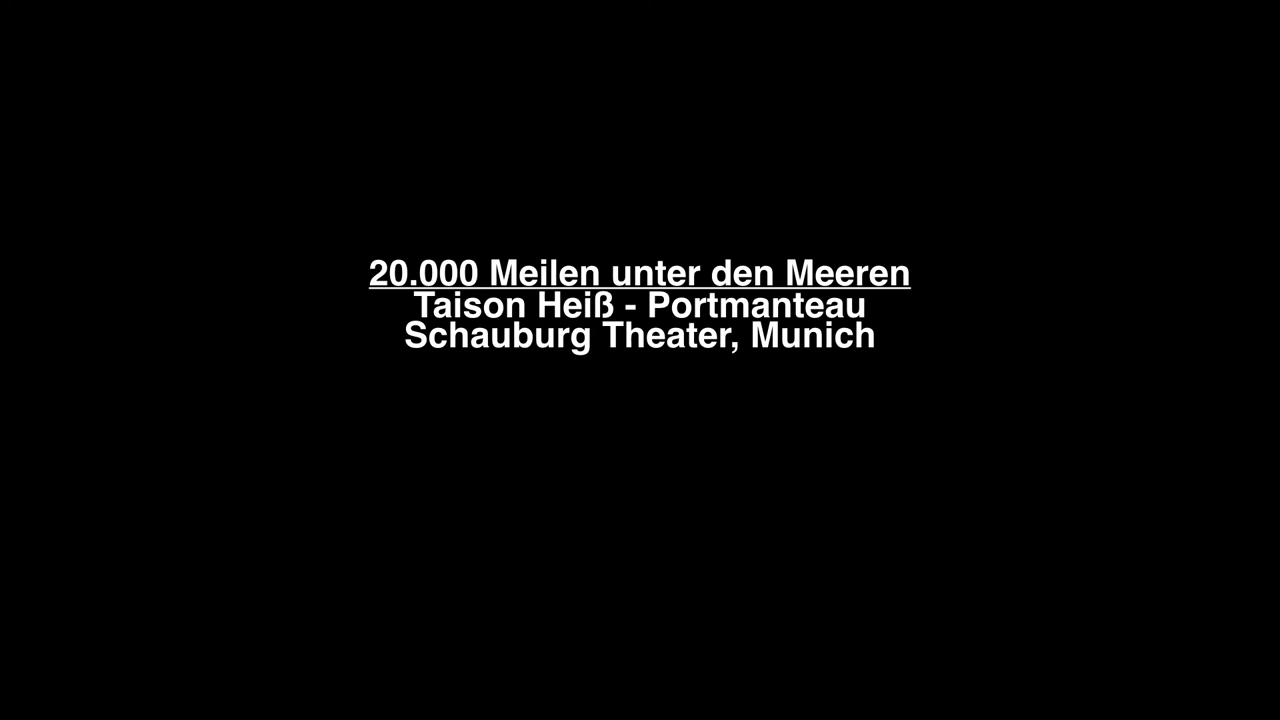 20.000 Meilen unter den Meeren
Taison Heiß - Portmanteau
Schauburg Theater, Munich